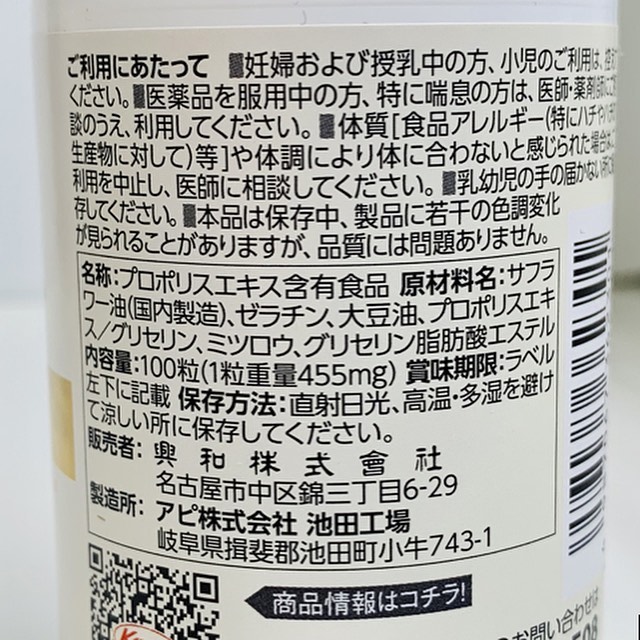 ご利用にあたって ■妊婦および授乳中の方、小児のご利用は、控え
ください。■医薬品を服用中の方、特に喘息の方は、医師・薬剤師に
談のうえ、利用してください。■体質[食品アレルギー(特にハチやハチ
生産物に対して)等]や体調により体に合わないと感じられた場合
利用を中止し、医師に相談してください。■乳幼児の手の届かない所に
存してください。■本品は保存中、製品に若干の色調変化
が見られることがありますが、品質には問題ありません。
名称:プロポリスエキス含有食品 原材料名:サフラ
ワー油(国内製造)、ゼラチン、大豆油、プロポリスエキ
ス/グリセリン、ミツロウ、グリセリン脂肪酸エステル
内容量:100粒(1粒重量455mg) 賞味期限:ラベル
左下に記載 保存方法:直射日光、高温・多湿を避け
て涼しい所に保存してください。
販売者: 興和株式會社
名古屋市中区錦三丁目6-29
製造所: アピ株式会社 池田工場
岐阜県揖斐郡池田町小牛743-1
商品情報はコチラ!
のお問い合わせは